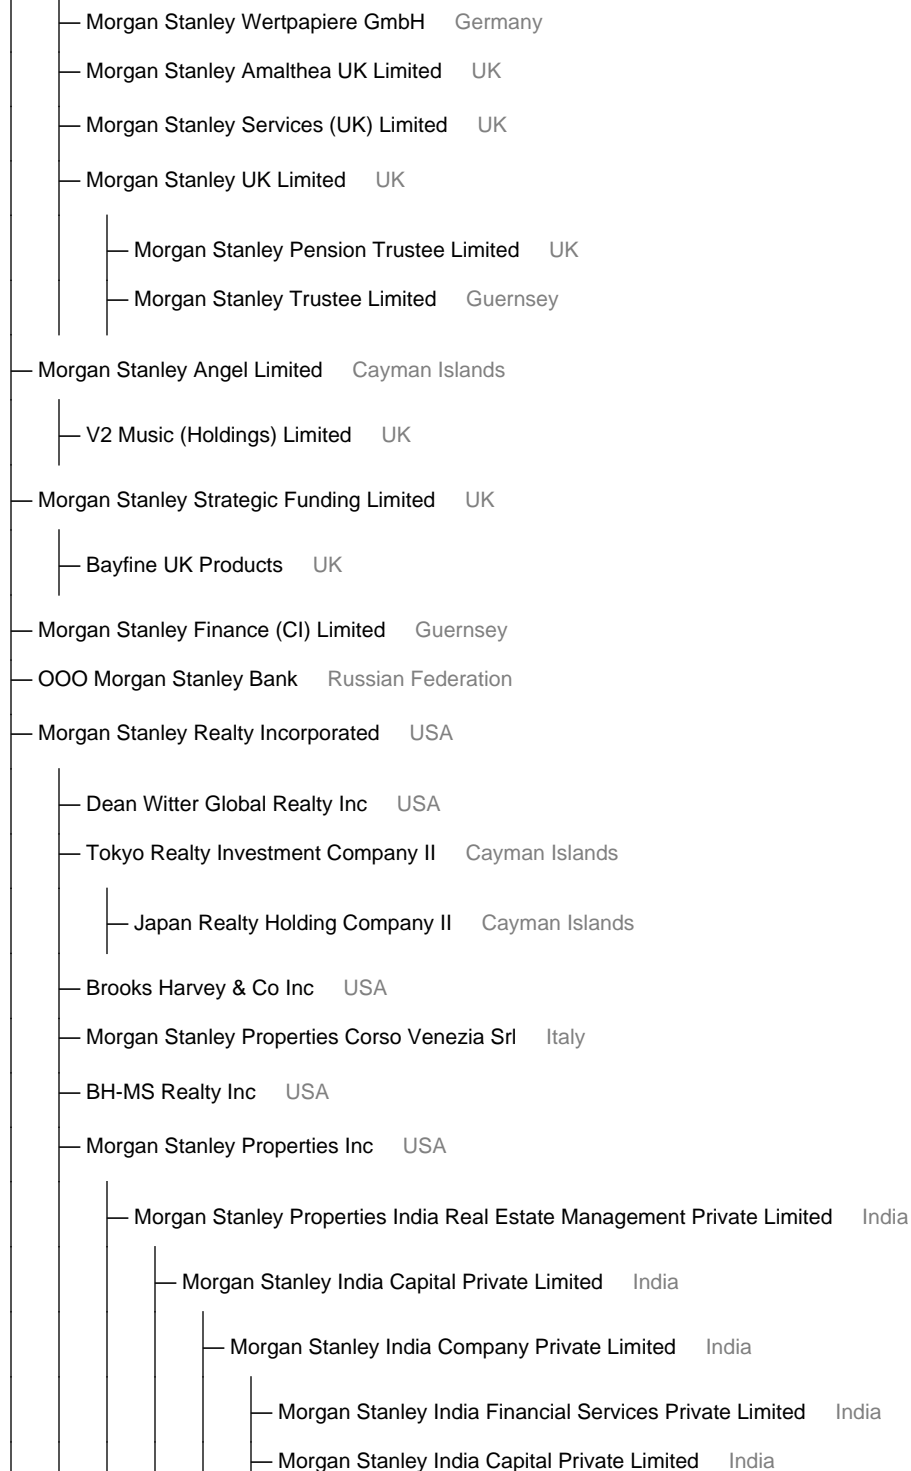 Morgan Stanley Wertpapiere GmbH Germany
Morgan Stanley Amalthea UK Limited UK
Morgan Stanley Services (UK) Limited UK
Morgan Stanley UK Limited UK
Morgan Stanley Pension Trustee Limited UK
Morgan Stanley Trustee Limited Guernsey
Morgan Stanley Angel Limited Cayman Islands
V2 Music (Holdings) Limited UK
Morgan Stanley Strategic Funding Limited UK
Bayfine UK Products UK
Morgan Stanley Finance (CI) Limited Guernsey
OOO Morgan Stanley Bank Russian Federation
Morgan Stanley Realty Incorporated USA
Dean Witter Global Realty Inc USA
Tokyo Realty Investment Company II Cayman Islands
Japan Realty Holding Company II Cayman Islands
Brooks Harvey & Co Inc USA
Morgan Stanley Properties Corso Venezia Srl Italy
BH-MS Realty Inc USA
Morgan Stanley Properties Inc USA
Morgan Stanley Properties India Real Estate Management Private Limited India
Morgan Stanley India Capital Private Limited India
Morgan Stanley India Company Private Limited India
Morgan Stanley India Financial Services Private Limited India
Morgan Stanley India Capital Private Limited India